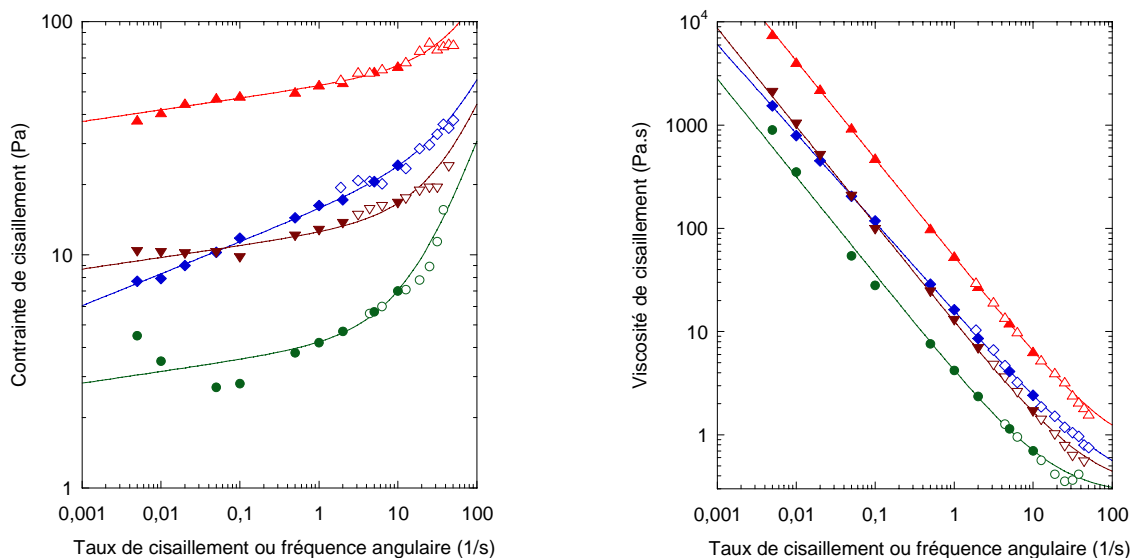 100
10
1
Contrainte de cisaillement (Pa)
0,001 0,01 0,1 1 10 100
Taux de cisaillement ou fréquence angulaire (1/s)
10⁴
1000
100
10
1
Viscosité de cisaillement (Pa.s)
0,001 0,01 0,1 1 10 100
Taux de cisaillement ou fréquence angulaire (1/s)